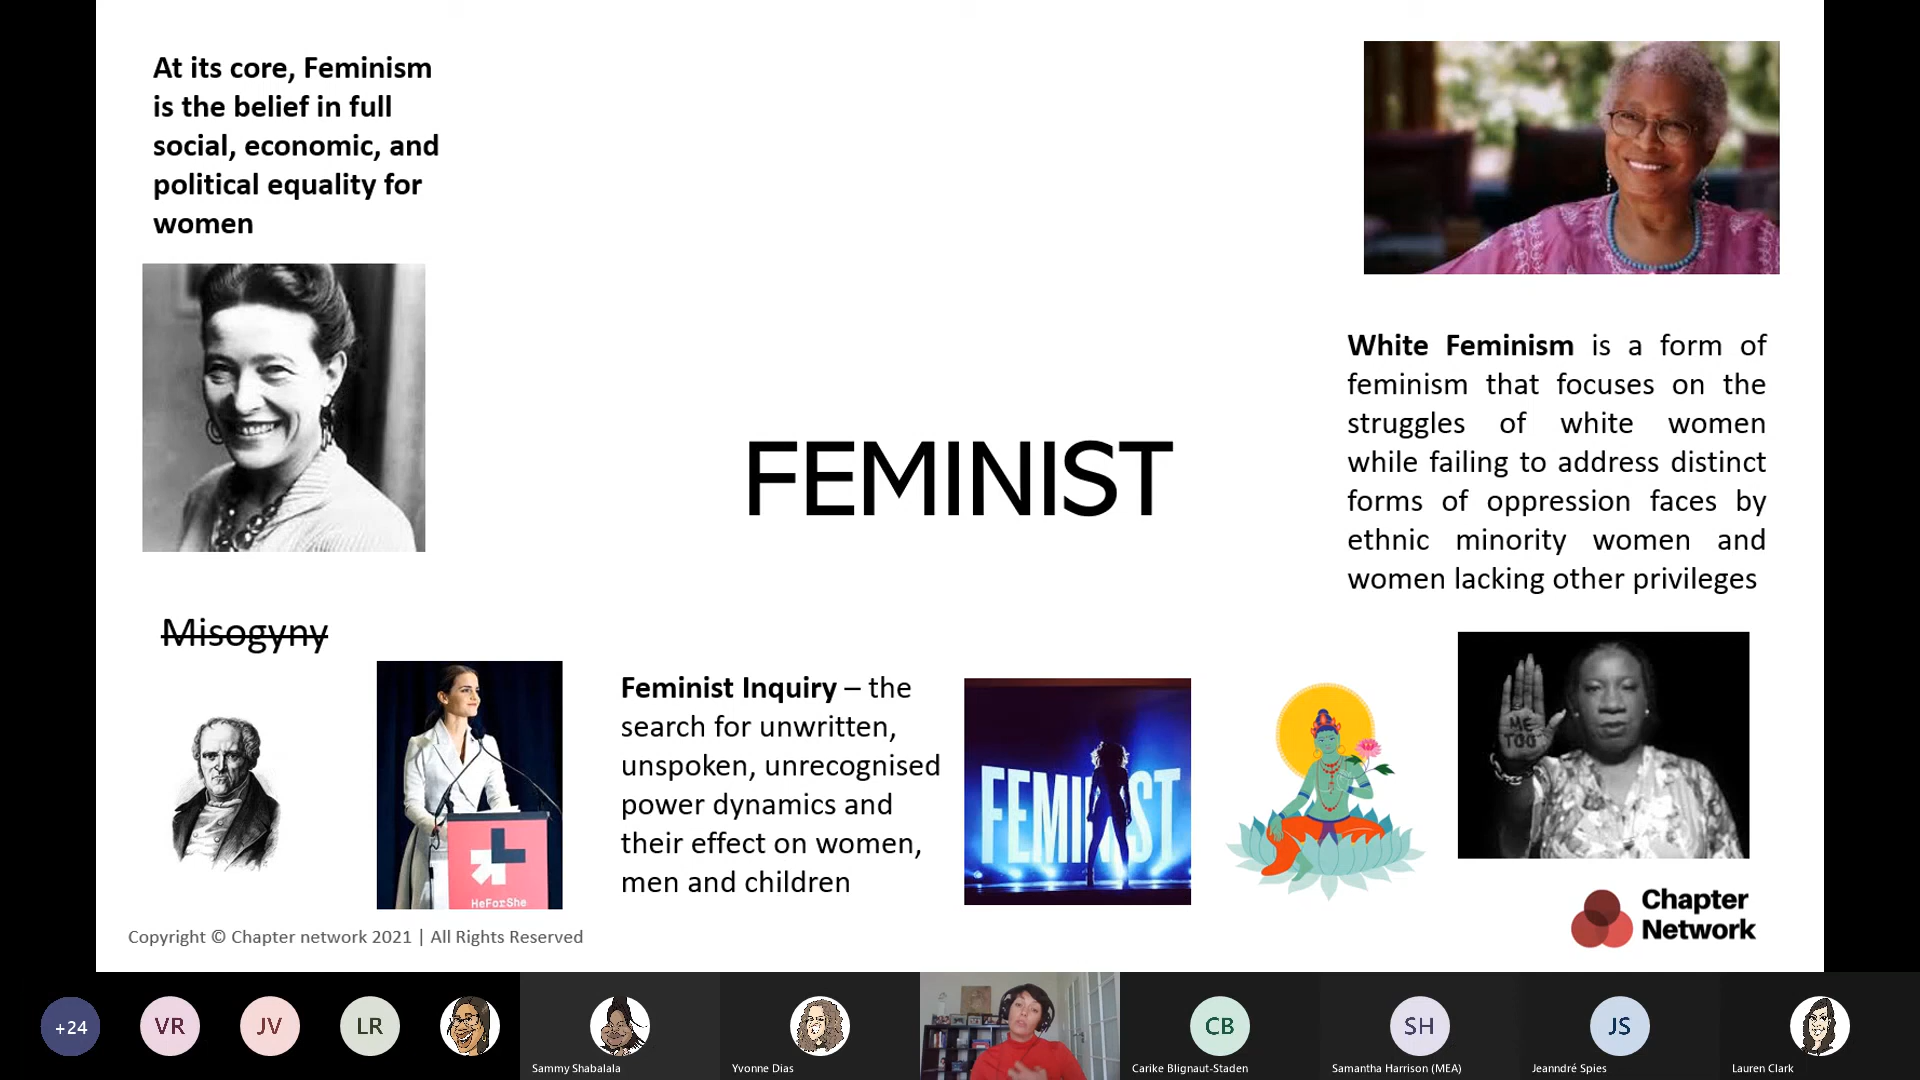 At its core, Feminism
is the belief in full
social, economic, and
political equality for
women
FEMINIST
White Feminism is a form of
feminism that focuses on the
struggles of white women
while failing to address distinct
forms of oppression faces by
ethnic minority women and
women lacking other privileges
Misogyny
HeForShe
Feminist Inquiry – the
search for unwritten,
unspoken, unrecognised
power dynamics and
their effect on women,
men and children
FEMINIST
ME
TOO
Chapter
Network
Copyright © Chapter network 2021 | All Rights Reserved
+24
VR
JV
LR
Sammy Shabalala
Yvonne Dias
CB
Carike Blignaut-Staden
SH
Samantha Harrison (MEA)
JS
Jeanndré Spies
Lauren Clark